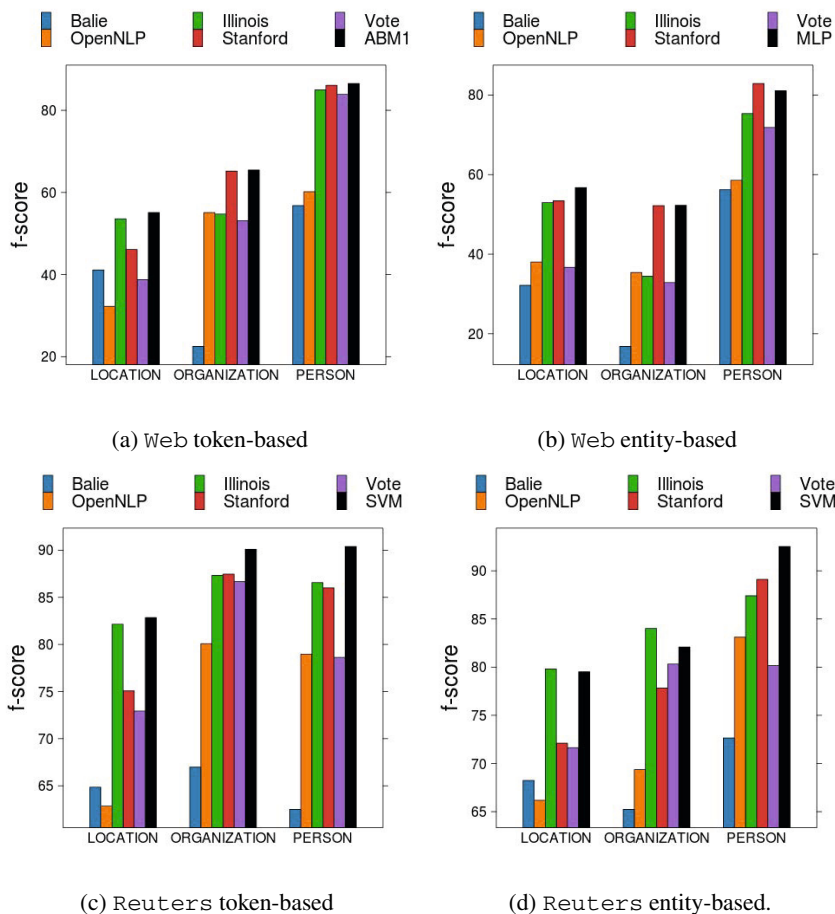 Balie Illinois Vote
OpenNLP Stanford ABM1
80
60
40
20
f-score
LOCATION ORGANIZATION PERSON
(a) Web token-based
Balie Illinois Vote
OpenNLP Stanford MLP
80
60
40
20
f-score
LOCATION ORGANIZATION PERSON
(b) Web entity-based
Balie Illinois Vote
OpenNLP Stanford SVM
90
85
80
75
70
65
f-score
LOCATION ORGANIZATION PERSON
(c) Reuters token-based
Balie Illinois Vote
OpenNLP Stanford SVM
90
85
80
75
70
65
f-score
LOCATION ORGANIZATION PERSON
(d) Reuters entity-based.